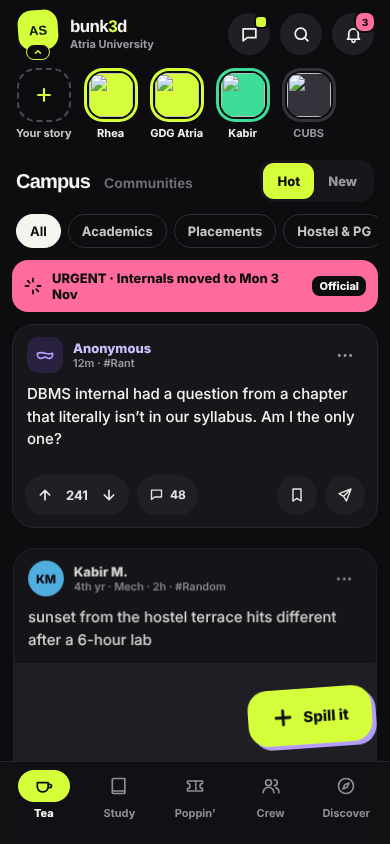 AS
bunk3d
Atria University
3
Your story
Rhea
GDG Atria
Kabir
CUBS
Campus
Communities
Hot
New
All
Academics
Placements
Hostel & PG
URGENT · Internals moved to Mon 3
Nov
Official
Anonymous
12m · #Rant
DBMS internal had a question from a chapter
that literally isn’t in our syllabus. Am I the only
one?
241
48
KM
Kabir M.
4th yr · Mech · 2h · #Random
sunset from the hostel terrace hits different
after a 6-hour lab
Spill it
Tea
Study
Poppin’
Crew
Discover